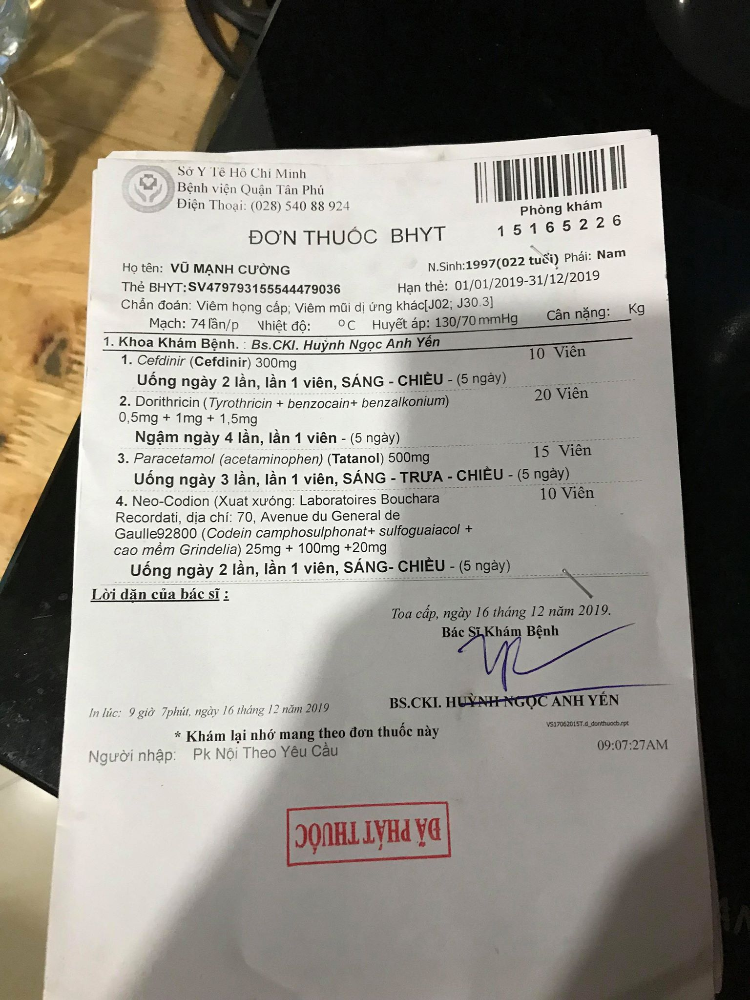 Sở Y Tế Hồ Chí Minh
Bệnh viện Quận Tân Phú
Điện Thoại: (028) 540 88 924
Phòng khám
1 5 1 6 5 2 2 6
ĐƠN THUỐC BHYT
Họ tên: VŨ MẠNH CƯỜNG N.Sinh:1997(022 tuổi) Phái: Nam
Thẻ BHYT:SV479793155544479036 Hạn thẻ: 01/01/2019-31/12/2019
Chẩn đoán: Viêm họng cấp; Viêm mũi dị ứng khác[J02; J30.3]
Mạch: 74 lần/p Nhiệt độ: ºC Huyết áp: 130/70 mmHg Cân nặng: Kg
1. Khoa Khám Bệnh. : Bs.CKI. Huỳnh Ngọc Anh Yến
1. Cefdinir (Cefdinir) 300mg 10 Viên
Uống ngày 2 lần, lần 1 viên, SÁNG - CHIỀU - (5 ngày)
2. Dorithricin (Tyrothricin + benzocain+ benzalkonium) 20 Viên
0,5mg + 1mg + 1,5mg
Ngậm ngày 4 lần, lần 1 viên - (5 ngày)
3. Paracetamol (acetaminophen) (Tatanol) 500mg 15 Viên
Uống ngày 3 lần, lần 1 viên, SÁNG - TRƯA - CHIỀU - (5 ngày)
4. Neo-Codion (Xuat xưóng: Laboratoires Bouchara 10 Viên
Recordati, dịa chí: 70, Avenue du General de
Gaulle92800 (Codein camphosulphonat+ sulfoguaiacol +
cao mềm Grindelia) 25mg + 100mg +20mg
Uống ngày 2 lần, lần 1 viên, SÁNG- CHIỀU - (5 ngày)
Lời dặn của bác sĩ :
Toa cấp, ngày 16 tháng 12 năm 2019.
Bác Sĩ Khám Bệnh
BS.CKI. HUỲNH NGỌC ANH YẾN
In lúc: 9 giờ 7phút, ngày 16 tháng 12 năm 2019
VS17062015T.d_donthuocb.rpt
* Khám lại nhớ mang theo đơn thuốc này
09:07:27AM
Người nhập: Pk Nội Theo Yêu Cầu
ĐÃ PHÁT THUỐC